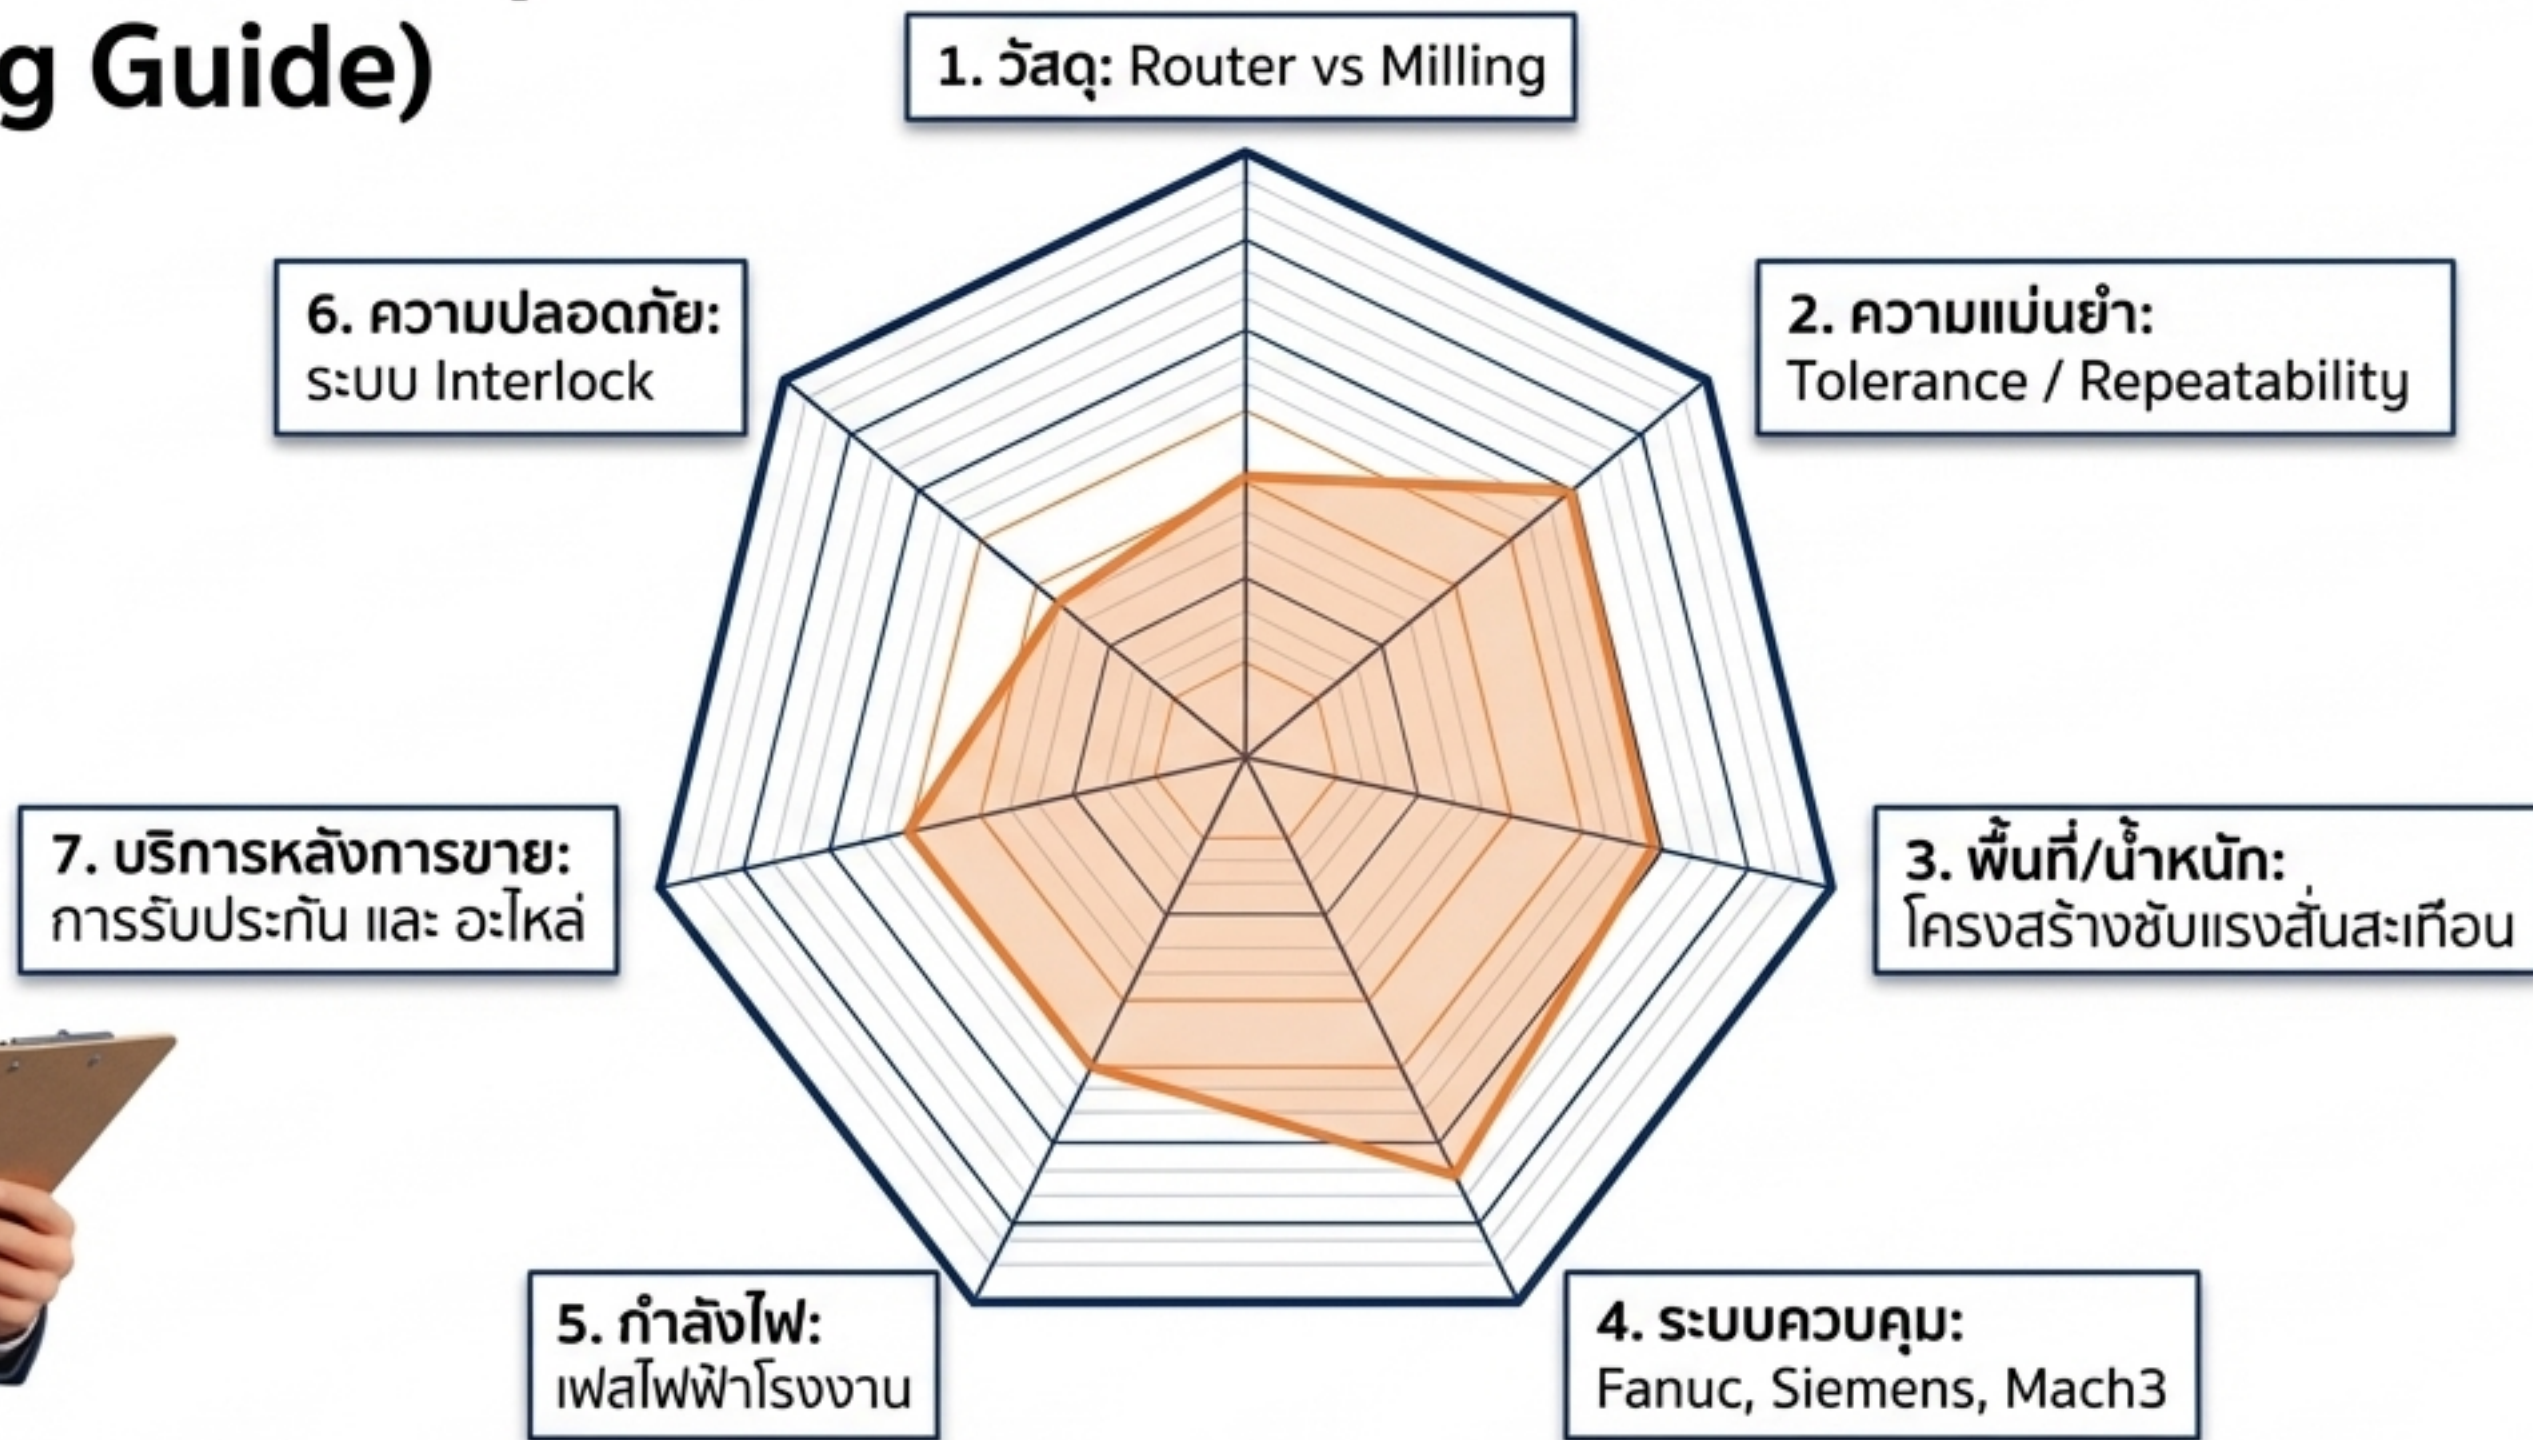 g Guide)
1. วัสดุ: Router vs Milling
2. ความแม่นยำ:
Tolerance / Repeatability
3. พื้นที่/น้ำหนัก:
โครงสร้างซับแรงสั่นสะเทือน
4. ระบบควบคุม:
Fanuc, Siemens, Mach3
5. กำลังไฟ:
เฟสไฟฟ้าโรงงาน
6. ความปลอดภัย:
ระบบ Interlock
7. บริการหลังการขาย:
การรับประกัน และ อะไหล่